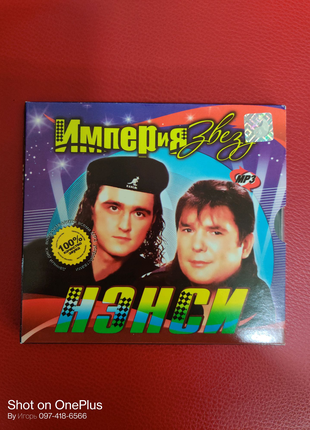 Империя Звезд
MP3
100%
НЭНСИ
Shot on OnePlus
By Игорь 097-418-6566